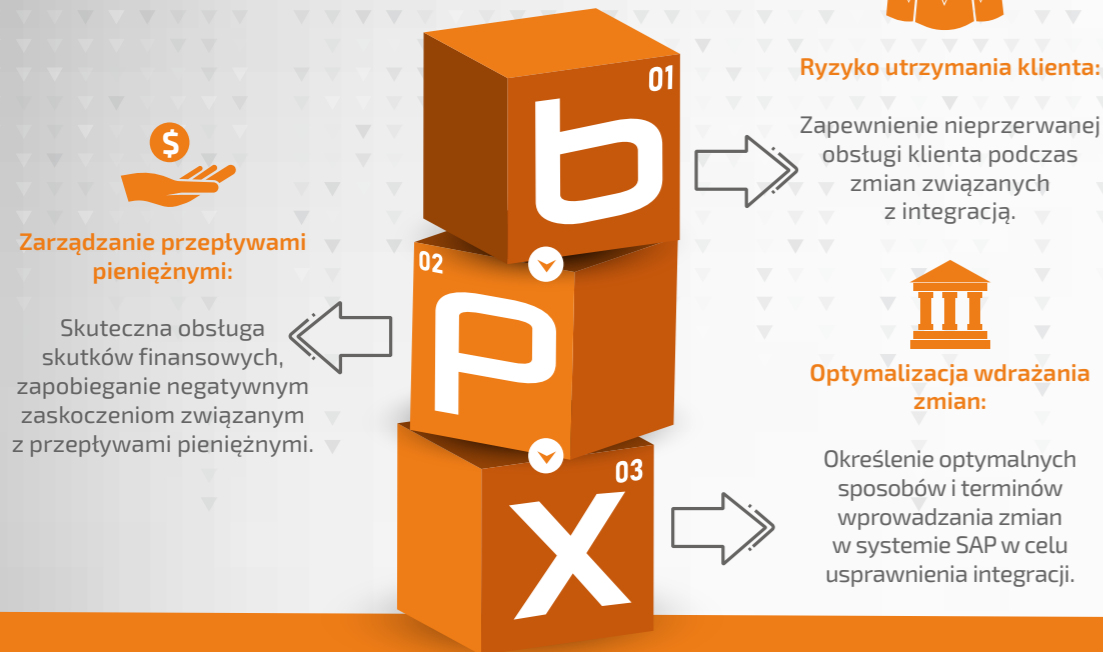 01
b
Ryzyko utrzymania klienta:
Zapewnienie nieprzerwanej
obsługi klienta podczas
zmian związanych
z integracją.
02
P
$
Zarządzanie przepływami
pieniężnymi:
Skuteczna obsługa
skutków finansowych,
zapobieganie negatywnym
zaskoczeniom związanym
z przepływami pieniężnymi.
03
X
Optymalizacja wdrażania
zmian:
Określenie optymalnych
sposobów i terminów
wprowadzania zmian
w systemie SAP w celu
usprawnienia integracji.